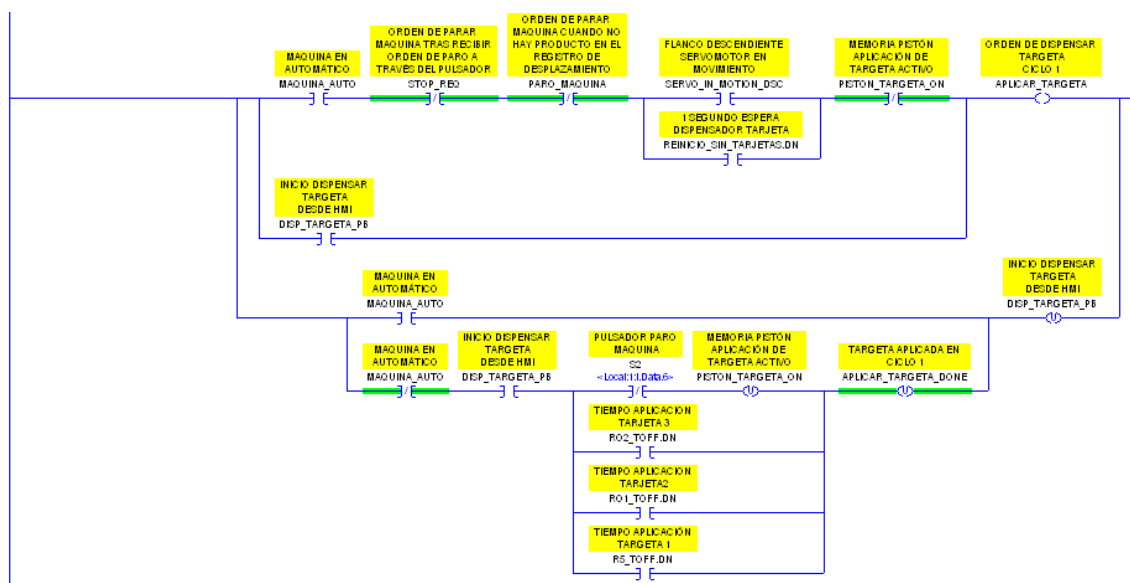 MAQUINA EN
AUTOMÁTICO
MAQUINA_AUTO
ORDEN DE PARAR
MAQUINA TRAS RECIBIR
ORDEN DE PARO A
TRAVÉS DEL PULSADOR
STOP_REQ
ORDEN DE PARAR
MAQUINA CUANDO NO
HAY PRODUCTO EN EL
REGISTRO DE
DESPLAZAMIENTO
PARO_MAQUINA
FLANCO DESCENDIENTE
SERVOMOTOR EN
MOVIMIENTO
SERVO_IN_MOTION_DSC
MEMORIA PISTÓN
APLICACIÓN DE
TARGETA ACTIVO
PISTON_TARGETA_ON
ORDEN DE DISPENSAR
TARGETA
CICLO 1
APLICAR_TARGETA
1 SEGUNDO ESPERA
DISPENSADOR TARJETA
REINICIO_SIN_TARJETAS.DN
INICIO DISPENSAR
TARGETA
DESDE HMI
DISP_TARGETA_PB
MAQUINA EN
AUTOMÁTICO
MAQUINA_AUTO
INICIO DISPENSAR
TARGETA
DESDE HMI
DISP_TARGETA_PB
U
MAQUINA EN
AUTOMÁTICO
MAQUINA_AUTO
INICIO DISPENSAR
TARGETA
DESDE HMI
DISP_TARGETA_PB
PULSADOR PARO
MAQUINA
S2
<Local:1:I.Data.6>
MEMORIA PISTÓN
APLICACIÓN DE
TARGETA ACTIVO
PISTON_TARGETA_ON
U
TARGETA APLICADA EN
CICLO 1
APLICAR_TARGETA_DONE
U
TIEMPO APLICACION
TARJETA 3
RO2_TOFF.DN
TIEMPO APLICACION
TARJETA2
RO1_TOFF.DN
TIEMPO APLICACIÓN
TARGETA 1
R5_TOFF.DN